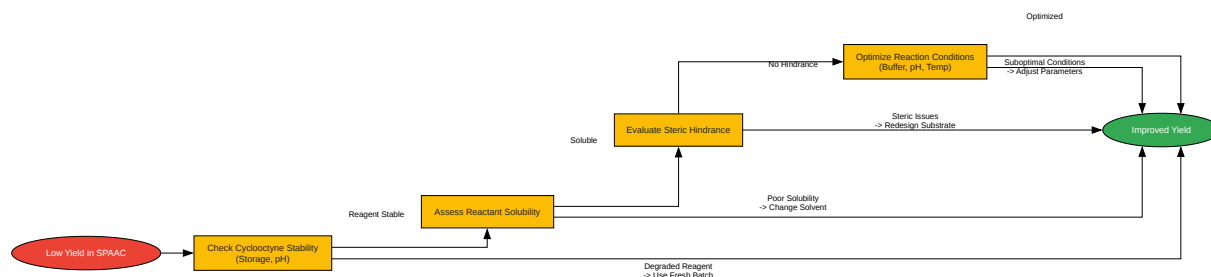 Optimized
Optimize Reaction Conditions
(Buffer, pH, Temp)
No Hindrance
Suboptimal Conditions
-> Adjust Parameters
Evaluate Steric Hindrance
Steric Issues
-> Redesign Substrate
Improved Yield
Soluble
Assess Reactant Solubility
Poor Solubility
-> Change Solvent
Reagent Stable
Low Yield in SPAAC
Check Cyclooctyne Stability
(Storage, pH)
Degraded Reagent
-> Use Fresh Batch